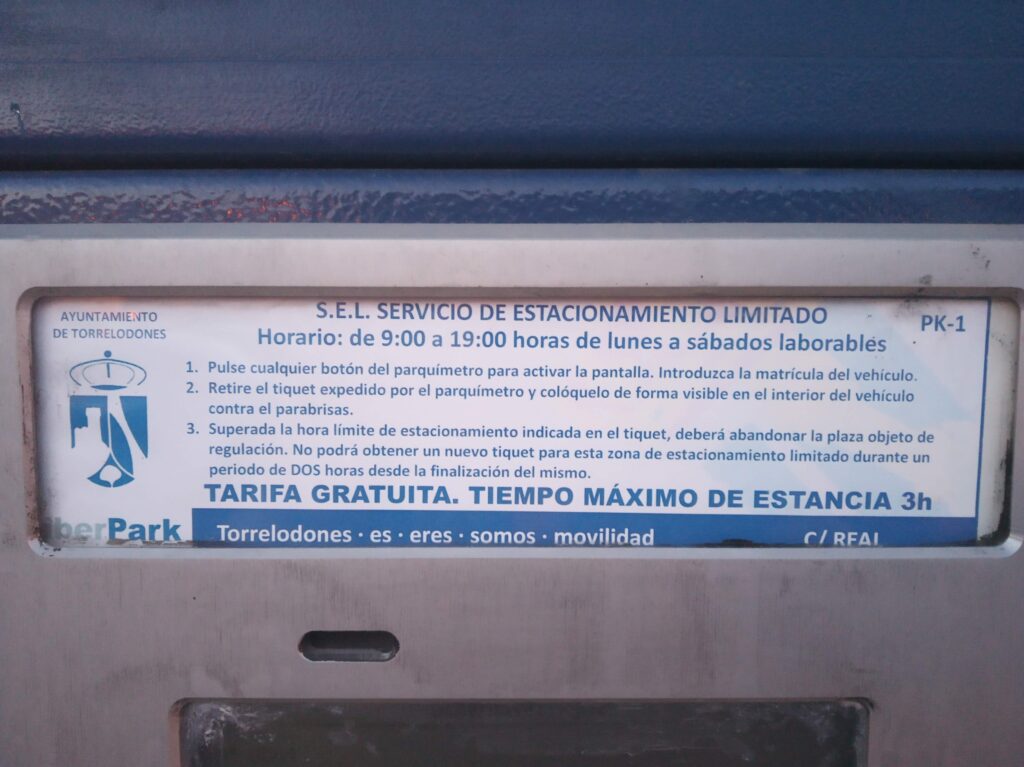 AYUNTAMIENTO
DE TORRELODONES
S.E.L. SERVICIO DE ESTACIONAMIENTO LIMITADO
PK-1
Horario: de 9:00 a 19:00 horas de lunes a sábados laborables
1. Pulse cualquier botón del parquímetro para activar la pantalla. Introduzca la matrícula del vehículo.
2. Retire el tiquet expedido por el parquímetro y colóquelo de forma visible en el interior del vehículo
contra el parabrisas.
3. Superada la hora límite de estacionamiento indicada en el tiquet, deberá abandonar la plaza objeto de
regulación. No podrá obtener un nuevo tiquet para esta zona de estacionamiento limitado durante un
periodo de DOS horas desde la finalización del mismo.
TARIFA GRATUITA. TIEMPO MÁXIMO DE ESTANCIA 3h
berPark
Torrelodones · es · eres · somos · movilidad
C/ REAL